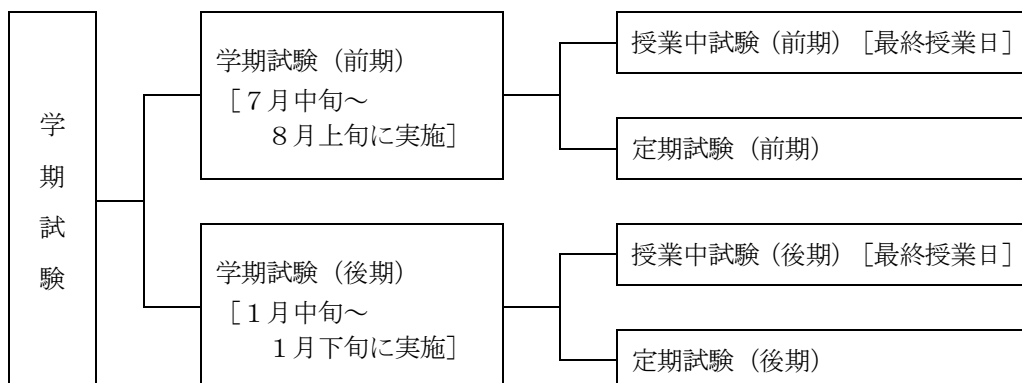 学期試験
学期試験（前期）
［７月中旬～
８月上旬に実施］
授業中試験（前期）［最終授業日］
定期試験（前期）
学期試験（後期）
［１月中旬～
１月下旬に実施］
授業中試験（後期）［最終授業日］
定期試験（後期）